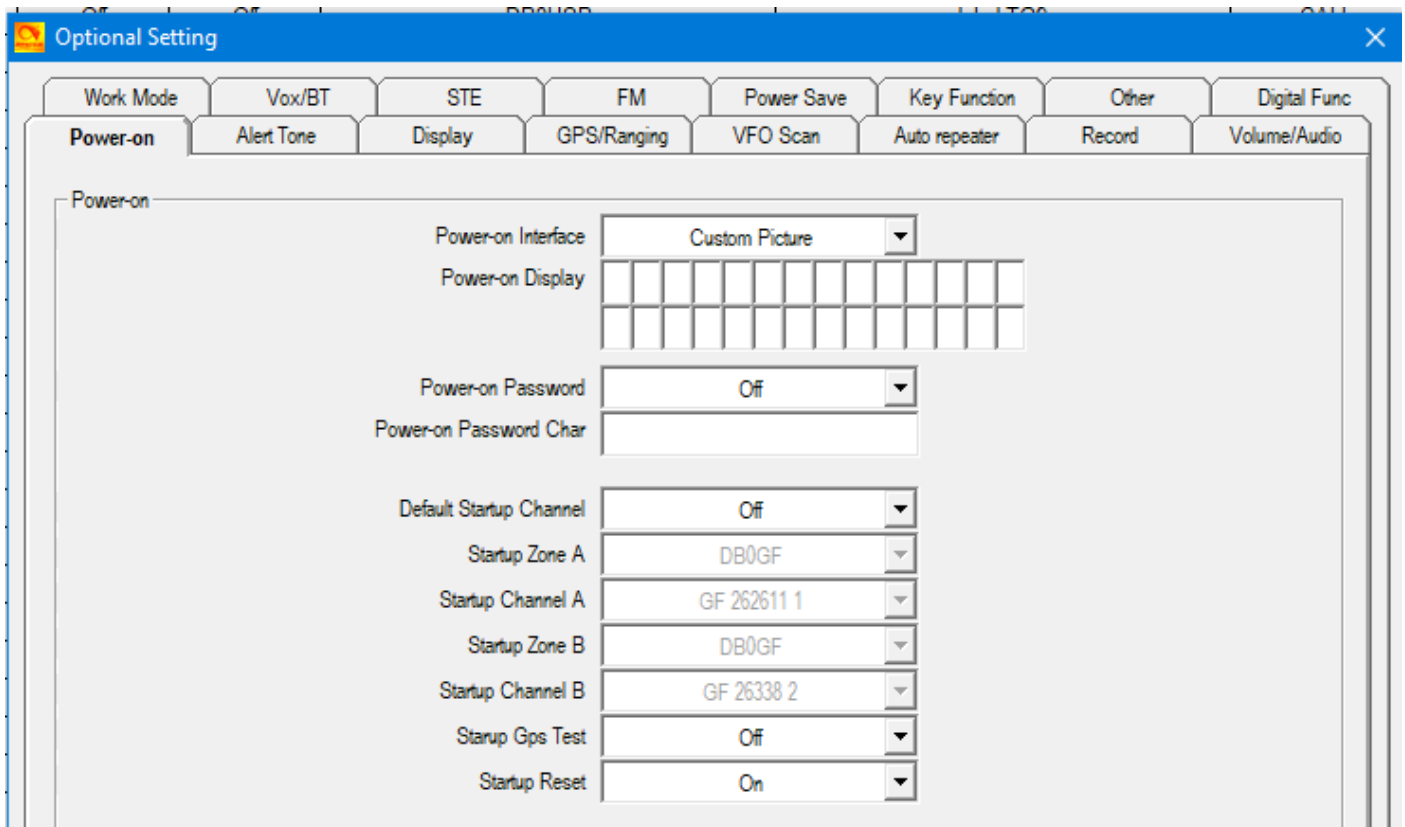 Optional Setting
Work Mode Vox/BT STE FM Power Save Key Function Other Digital Func
Power-on Alert Tone Display GPS/Ranging VFO Scan Auto repeater Record Volume/Audio
Power-on
Power-on Interface Custom Picture
Power-on Display
Power-on Password Off
Power-on Password Char
Default Startup Channel Off
Startup Zone A DB0GF
Startup Channel A GF 262611 1
Startup Zone B DB0GF
Startup Channel B GF 26338 2
Starup Gps Test Off
Startup Reset On